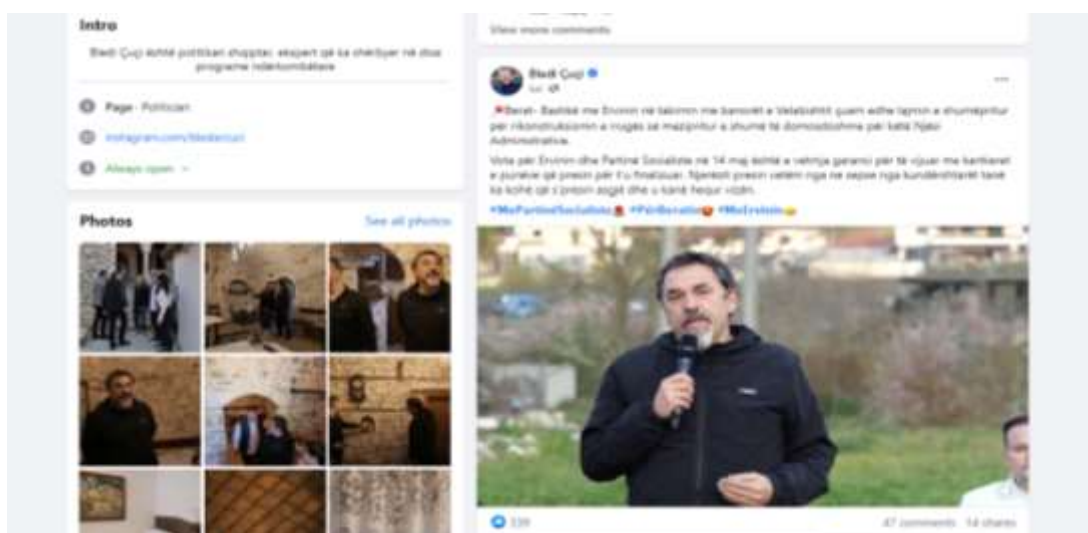 Intro
Bledi Çuçi është politikan shqiptar, ekspert që ka shërbyer në disa
programe ndërkombëtare
Page · Politician
instagram.com/bledercuci
Always open
Photos
See all photos
View more comments
Bledi Çuçi
Berat- Bashkë me Ervinin në takimin me banorët e Velabishtit çuam edhe lajmin e shumëpritur
për rikonstruksionin e rrugës së mezipritur e shumë të domosdoshme për këtë Njësi
Administrative.
Vota për Ervinin dhe Partinë Socialiste në 14 maj është e vetmja garanci për të vijuar me kantieret
e punëve që presin për t'u finalizuar. Njerëzit presin vetëm nga ne sepse nga kundërshtarët tanë
ka kohë që s'presin asgjë dhe u kanë hequr vizën.
#MePartinëSocialiste #PërBeratin #MeErvinin
339
47 comments 14 shares